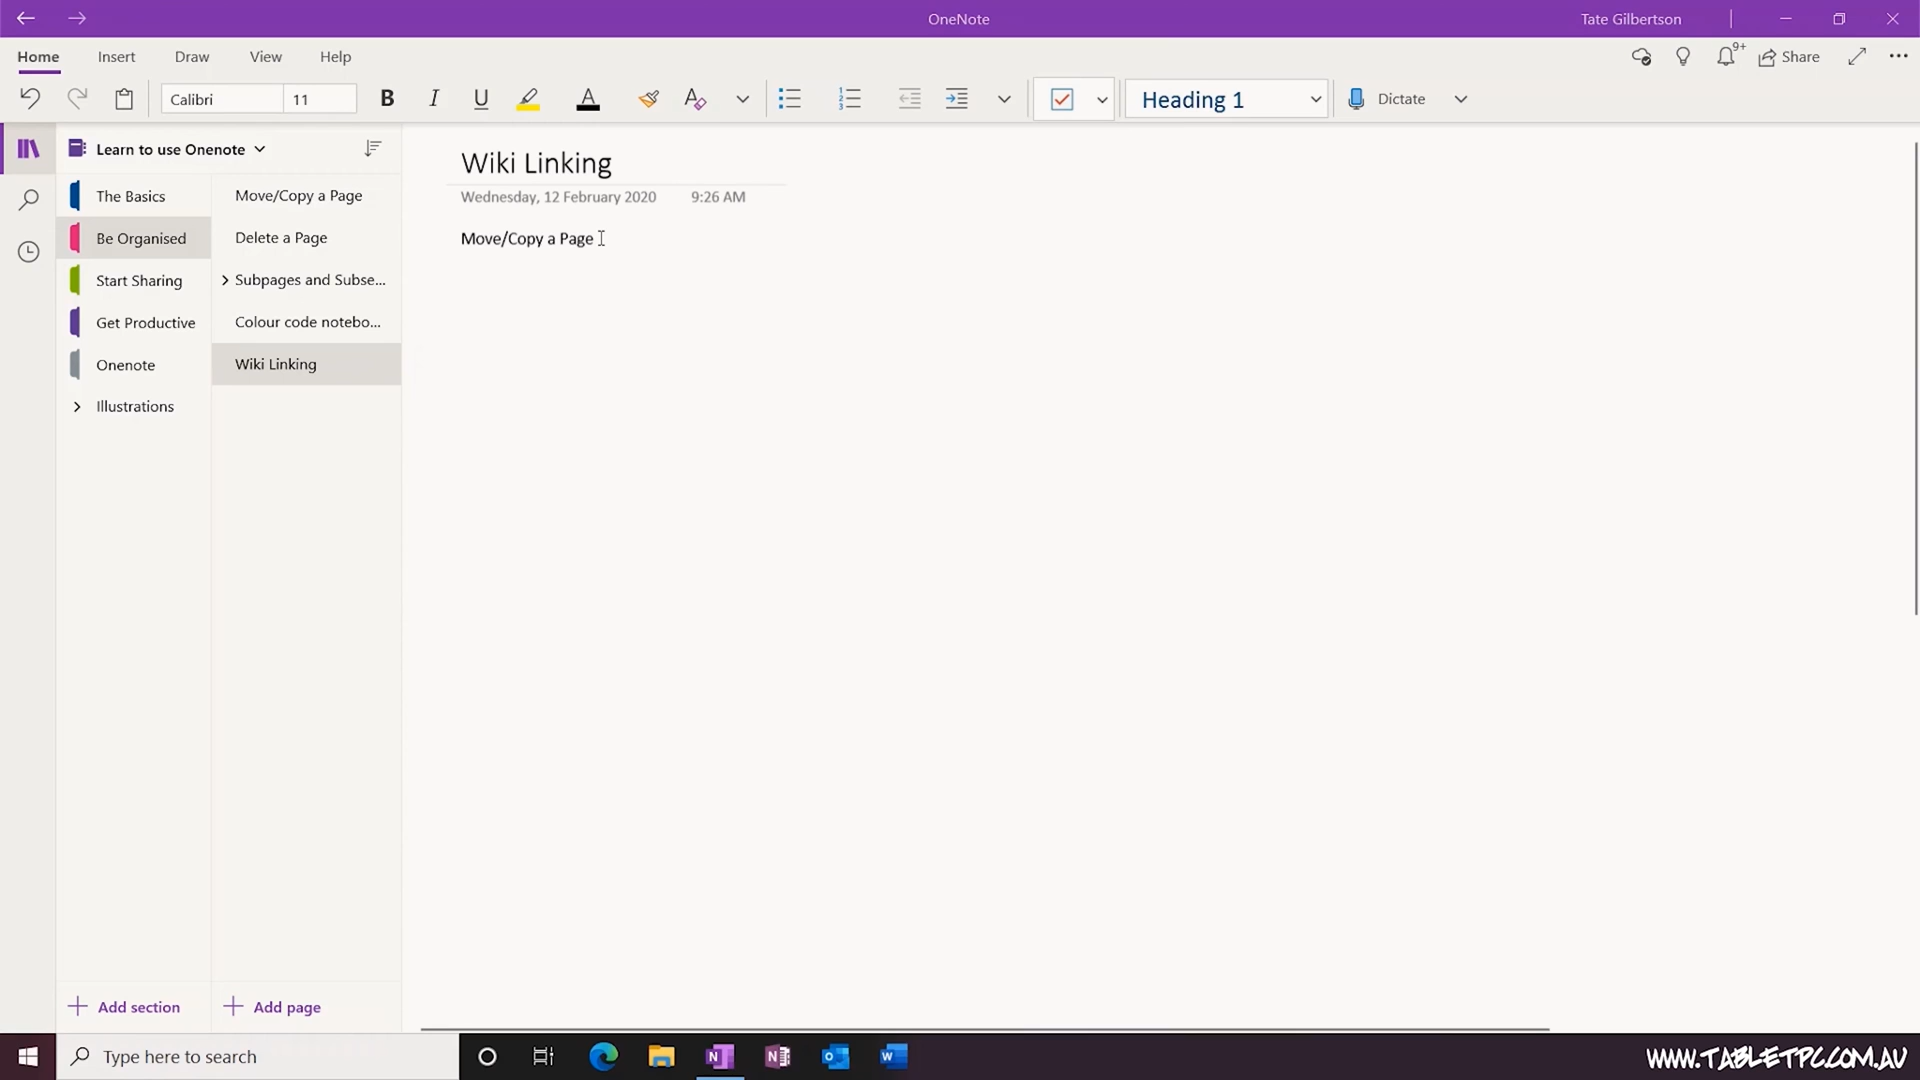 OneNote
Tate Gilbertson
Home Insert Draw View Help
9+
Share
Calibri 11 B I U
Heading 1
Dictate
Learn to use Onenote
The Basics
Be Organised
Start Sharing
Get Productive
Onenote
Illustrations
Add section
Move/Copy a Page
Delete a Page
Subpages and Subse...
Colour code notebo...
Wiki Linking
Add page
Wiki Linking
Wednesday, 12 February 2020 9:26 AM
Move/Copy a Page
Type here to search
WWW.TABLETPC.COM.AU